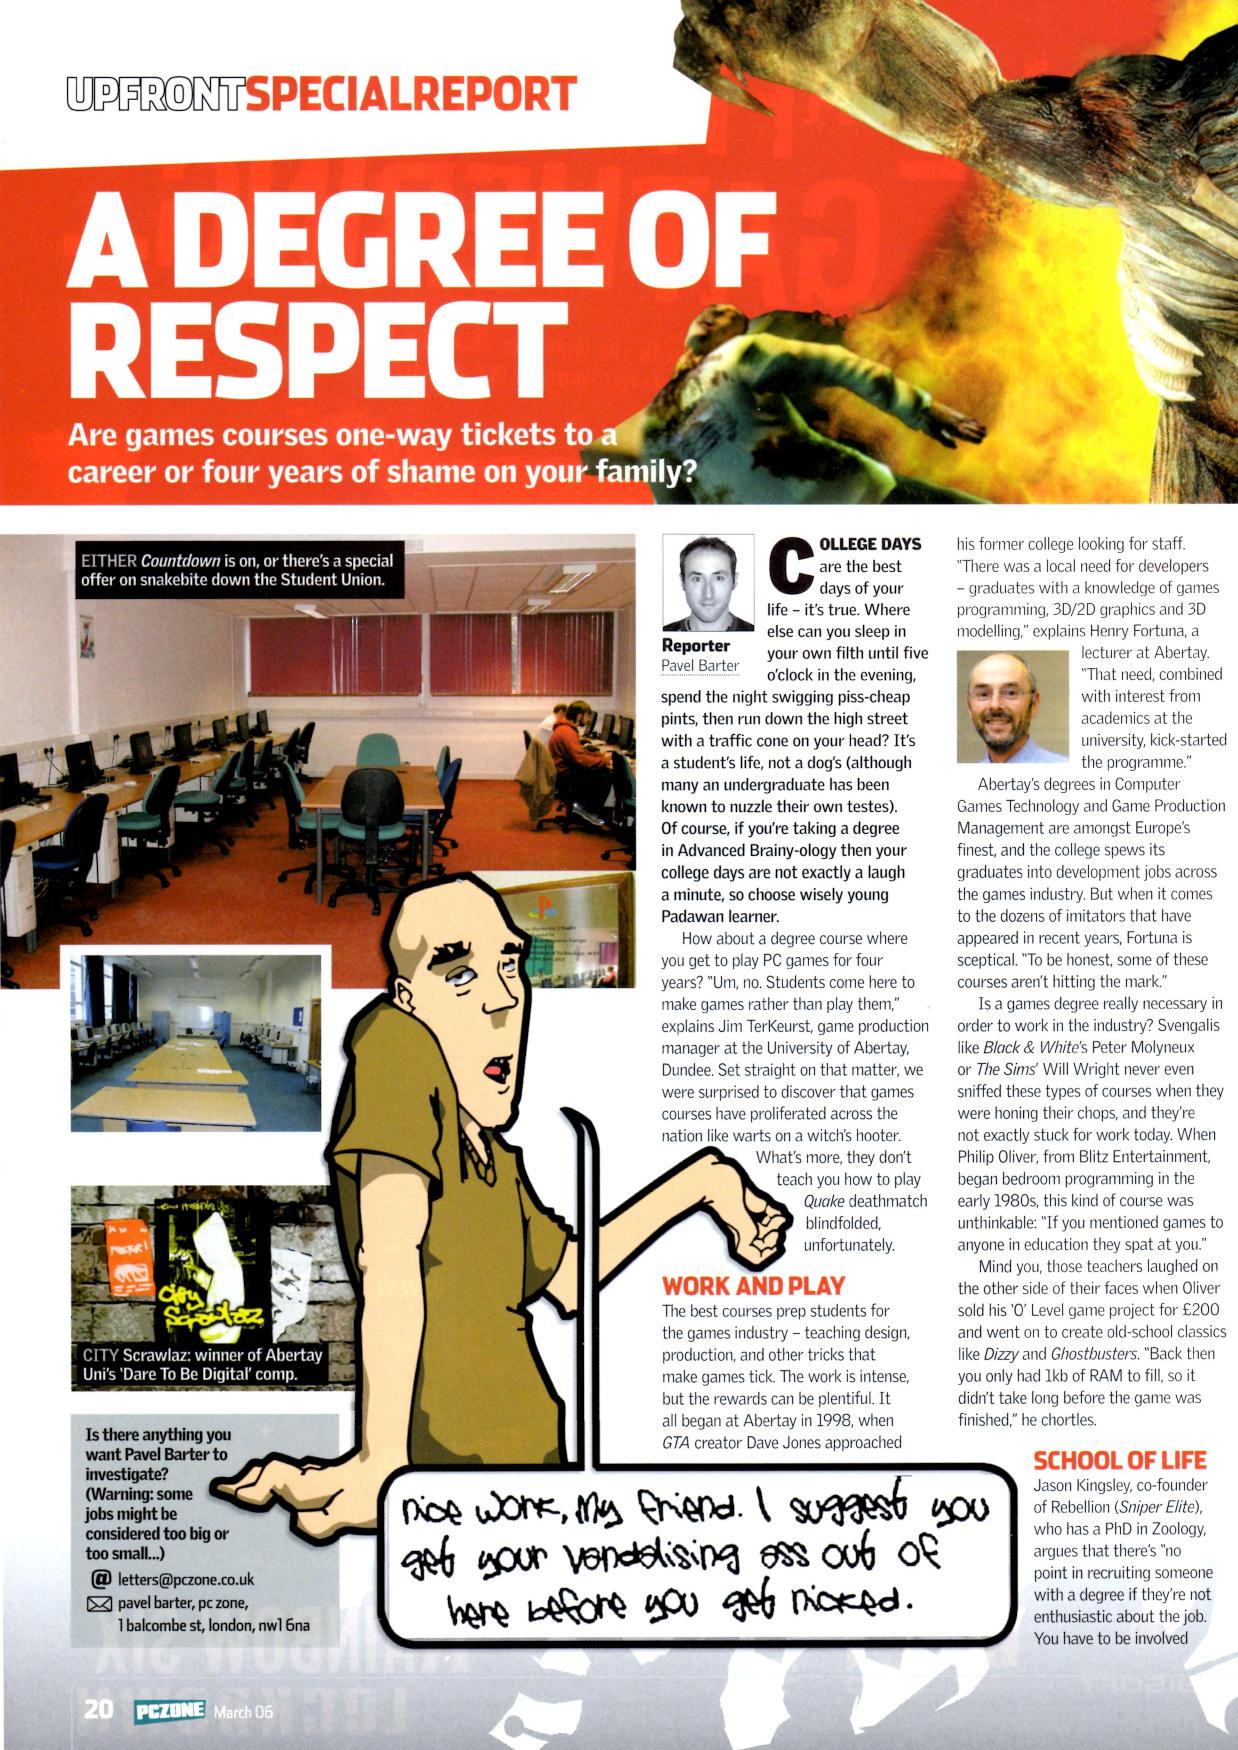 UPFRONTSPECIALREPORT
A DEGREE OF
RESPECT
Are games courses one-way tickets to a
career or four years of shame on your family?
EITHER Countdown is on, or there's a special
offer on snakebite down the Student Union.
CITY Scrawlaz: winner of Abertay
Uni's 'Dare To Be Digital' comp.
Is there anything you
want Pavel Barter to
investigate?
(Warning: some
jobs might be
considered too big or
too small...)
@ letters@pczone.co.uk
pavel barter, pc zone,
1 balcombe st, london, nw1 6na
nice work, my friend. I suggest you
get your vandalising ass out of
here before you get nicked.
Reporter
Pavel Barter
COLLEGE DAYS
are the best
days of your
life – it's true. Where
else can you sleep in
your own filth until five
o'clock in the evening,
spend the night swigging piss-cheap
pints, then run down the high street
with a traffic cone on your head? It's
a student's life, not a dog's (although
many an undergraduate has been
known to nuzzle their own testes).
Of course, if you're taking a degree
in Advanced Brainy-ology then your
college days are not exactly a laugh
a minute, so choose wisely young
Padawan learner.
How about a degree course where
you get to play PC games for four
years? "Um, no. Students come here to
make games rather than play them,"
explains Jim TerKeurst, game production
manager at the University of Abertay,
Dundee. Set straight on that matter, we
were surprised to discover that games
courses have proliferated across the
nation like warts on a witch's hooter.
What's more, they don't
teach you how to play
Quake deathmatch
blindfolded,
unfortunately.
WORK AND PLAY
The best courses prep students for
the games industry – teaching design,
production, and other tricks that
make games tick. The work is intense,
but the rewards can be plentiful. It
all began at Abertay in 1998, when
GTA creator Dave Jones approached
his former college looking for staff.
"There was a local need for developers
– graduates with a knowledge of games
programming, 3D/2D graphics and 3D
modelling," explains Henry Fortuna, a
lecturer at Abertay.
"That need, combined
with interest from
academics at the
university, kick-started
the programme."
Abertay's degrees in Computer
Games Technology and Game Production
Management are amongst Europe's
finest, and the college spews its
graduates into development jobs across
the games industry. But when it comes
to the dozens of imitators that have
appeared in recent years, Fortuna is
sceptical. "To be honest, some of these
courses aren't hitting the mark."
Is a games degree really necessary in
order to work in the industry? Svengalis
like Black & White's Peter Molyneux
or The Sims' Will Wright never even
sniffed these types of courses when they
were honing their chops, and they're
not exactly stuck for work today. When
Philip Oliver, from Blitz Entertainment,
began bedroom programming in the
early 1980s, this kind of course was
unthinkable: "If you mentioned games to
anyone in education they spat at you."
Mind you, those teachers laughed on
the other side of their faces when Oliver
sold his 'O' Level game project for £200
and went on to create old-school classics
like Dizzy and Ghostbusters. "Back then
you only had 1kb of RAM to fill, so it
didn't take long before the game was
finished," he chortles.
SCHOOL OF LIFE
Jason Kingsley, co-founder
of Rebellion (Sniper Elite),
who has a PhD in Zoology,
argues that there's "no
point in recruiting someone
with a degree if they're not
enthusiastic about the job.
You have to be involved
City
Scrawlaz
20 PCZONE March 06